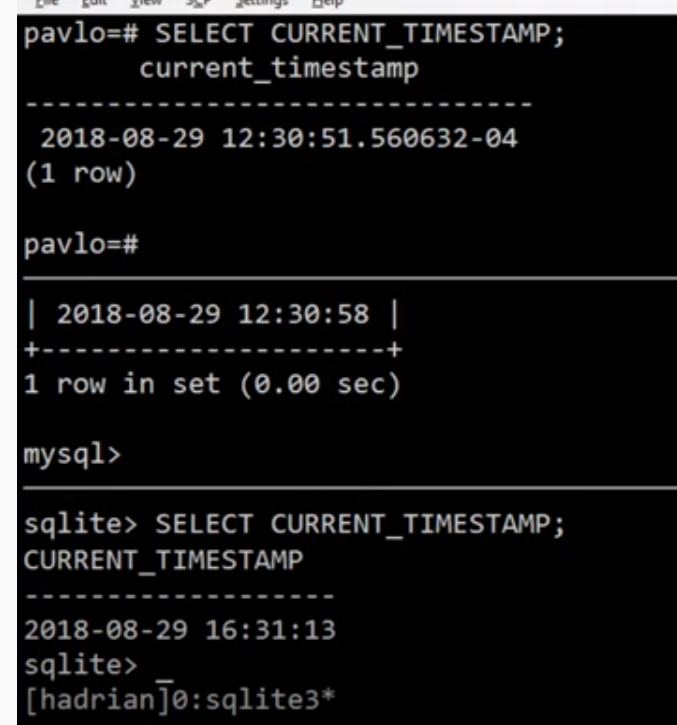 File Edit View SCP Settings Help
pavlo=# SELECT CURRENT_TIMESTAMP;
current_timestamp
-------------------------------
2018-08-29 12:30:51.560632-04
(1 row)
pavlo=#
| 2018-08-29 12:30:58 |
+---------------------+
1 row in set (0.00 sec)
mysql>
sqlite> SELECT CURRENT_TIMESTAMP;
CURRENT_TIMESTAMP
-------------------
2018-08-29 16:31:13
sqlite> _
[hadrian]0:sqlite3*